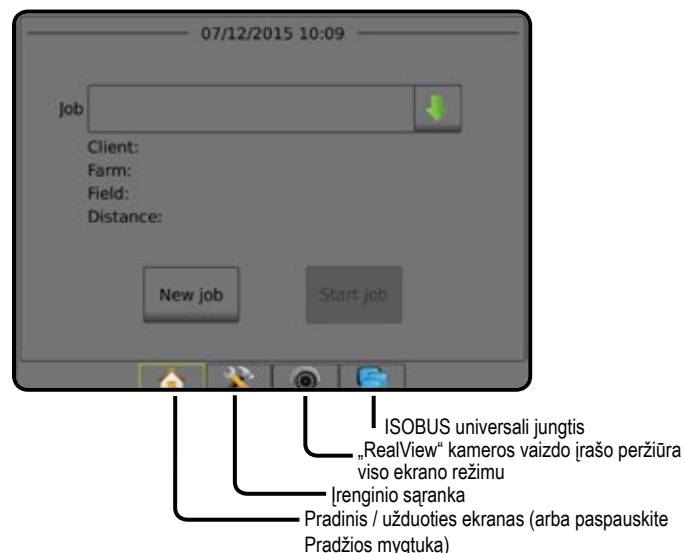 07/12/2015 10:09
Job
Client:
Farm:
Field:
Distance:
New job
Start job
ISOBUS universali jungtis
„RealView“ kameros vaizdo įrašo peržiūra
viso ekrano režimu
Įrenginio sąranka
Pradinis / užduoties ekranas (arba paspauskite
Pradžios mygtuką)